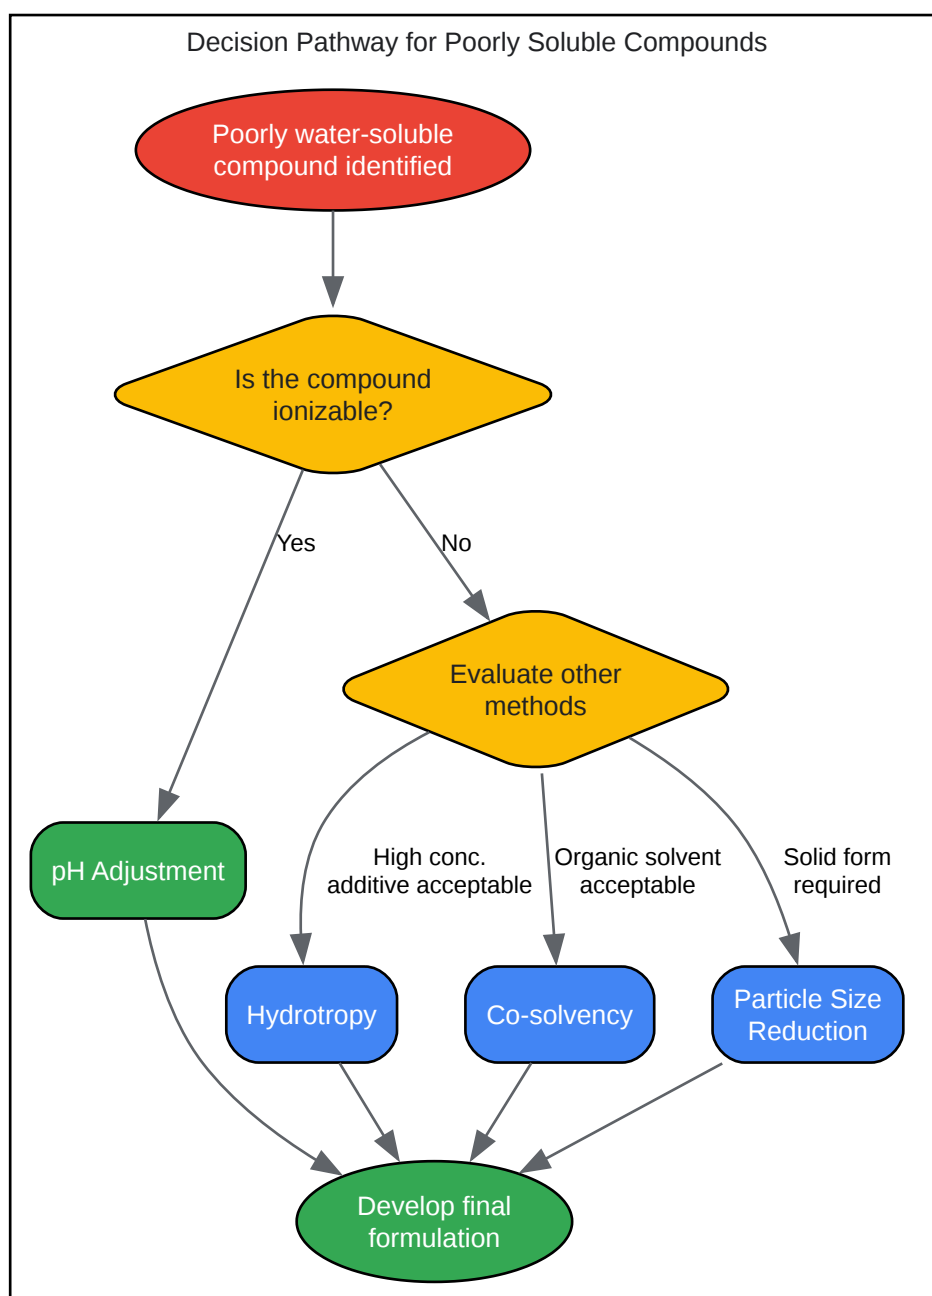 Decision Pathway for Poorly Soluble Compounds
Poorly water-soluble
compound identified
Is the compound
ionizable?
Yes
No
Evaluate other
methods
High conc.
additive acceptable
Organic solvent
acceptable
Solid form
required
pH Adjustment
Hydrotropy
Co-solvency
Particle Size
Reduction
Develop final
formulation